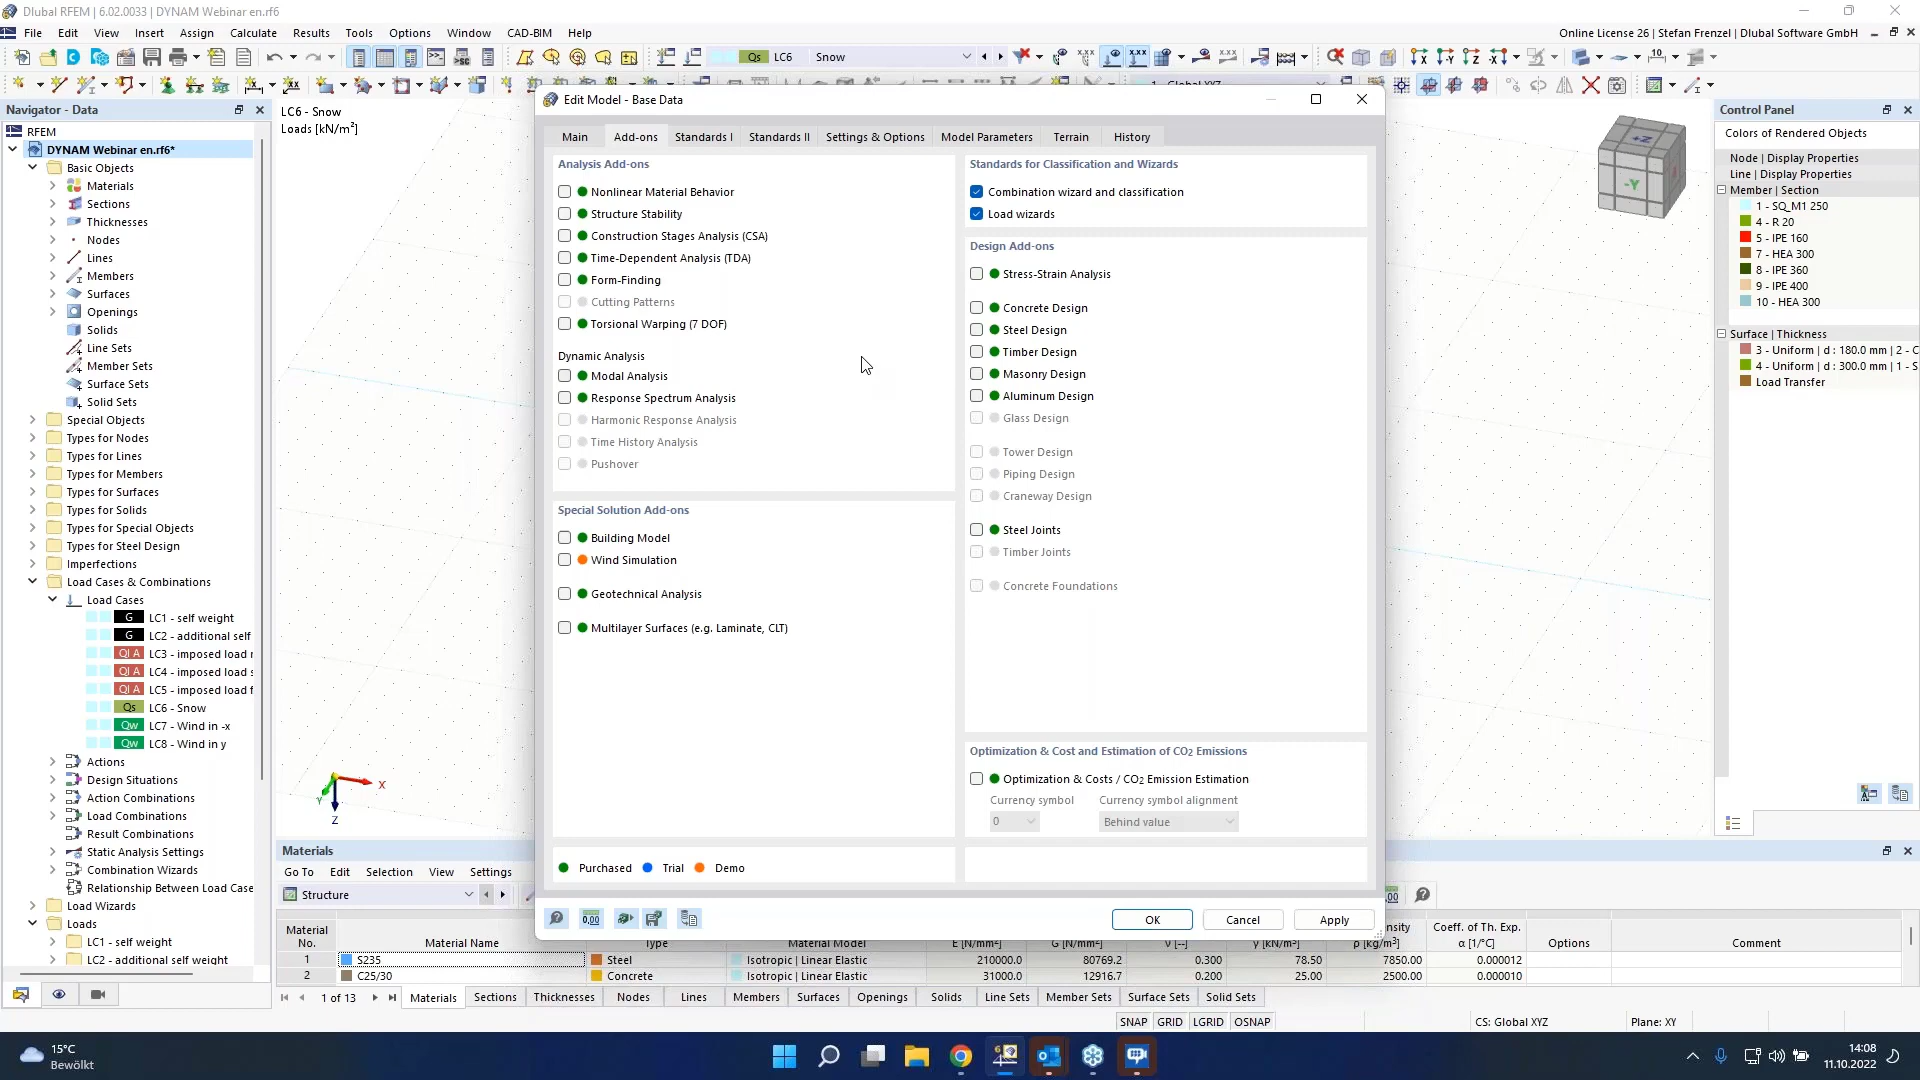 Dlubal RFEM | 6.02.0033 | DYNAM Webinar en.rf6*
File Edit View Insert Assign Calculate Results Tools Options Window CAD-BIM Help
Online License 26 | Stefan Frenzel | Dlubal Software GmbH
Qs LC6 Snow
1 - Global XYZ
Navigator - Data
RFEM
DYNAM Webinar en.rf6*
Basic Objects
Materials
Sections
Thicknesses
Nodes
Lines
Members
Surfaces
Openings
Solids
Line Sets
Member Sets
Surface Sets
Solid Sets
Special Objects
Types for Nodes
Types for Lines
Types for Members
Types for Surfaces
Types for Solids
Types for Special Objects
Types for Steel Design
Imperfections
Load Cases & Combinations
Load Cases
G LC1 - self weight
G LC2 - additional self
QI A LC3 - imposed load
QI A LC4 - imposed load
QI A LC5 - imposed load
Qs LC6 - Snow
Qw LC7 - Wind in -x
Qw LC8 - Wind in y
Actions
Design Situations
Action Combinations
Load Combinations
Result Combinations
Static Analysis Settings
Combination Wizards
Relationship Between Load Case
Load Wizards
Loads
LC1 - self weight
LC2 - additional self weight
LC6 - Snow
Loads [kN/m²]
X
Y
Z
Edit Model - Base Data
Main Add-ons Standards I Standards II Settings & Options Model Parameters Terrain History
Analysis Add-ons
Nonlinear Material Behavior
Structure Stability
Construction Stages Analysis (CSA)
Time-Dependent Analysis (TDA)
Form-Finding
Cutting Patterns
Torsional Warping (7 DOF)
Dynamic Analysis
Modal Analysis
Response Spectrum Analysis
Harmonic Response Analysis
Time History Analysis
Pushover
Special Solution Add-ons
Building Model
Wind Simulation
Geotechnical Analysis
Multilayer Surfaces (e.g. Laminate, CLT)
Purchased Trial Demo
Standards for Classification and Wizards
Combination wizard and classification
Load wizards
Design Add-ons
Stress-Strain Analysis
Concrete Design
Steel Design
Timber Design
Masonry Design
Aluminum Design
Glass Design
Tower Design
Piping Design
Craneway Design
Steel Joints
Timber Joints
Concrete Foundations
Optimization & Cost and Estimation of CO2 Emissions
Optimization & Costs / CO2 Emission Estimation
Currency symbol Currency symbol alignment
0 Behind value
OK Cancel Apply
Control Panel
Colors of Rendered Objects
Node | Display Properties
Line | Display Properties
Member | Section
1 - SQ_M1 250
4 - R 20
5 - IPE 160
7 - HEA 300
8 - IPE 360
9 - IPE 400
10 - HEA 300
Surface | Thickness
3 - Uniform | d : 180.0 mm | 2 - C
4 - Uniform | d : 300.0 mm | 1 - S
Load Transfer
+Z
-Y
Materials
Go To Edit Selection View Settings
Structure
Material No. Material Name Type Material Model E [N/mm²] G [N/mm²] ν [--] γ [kN/m³] ρ [kg/m³] Coeff. of Th. Exp. α [1/°C] Options Comment
1 S235 Steel Isotropic | Linear Elastic 210000.0 80769.2 0.300 78.50 7850.00 0.000012
2 C25/30 Concrete Isotropic | Linear Elastic 31000.0 12916.7 0.200 25.00 2500.00 0.000010
1 of 13 Materials Sections Thicknesses Nodes Lines Members Surfaces Openings Solids Line Sets Member Sets Surface Sets Solid Sets
SNAP GRID LGRID OSNAP
CS: Global XYZ Plane: XY
15°C
Bewölkt
14:08
11.10.2022